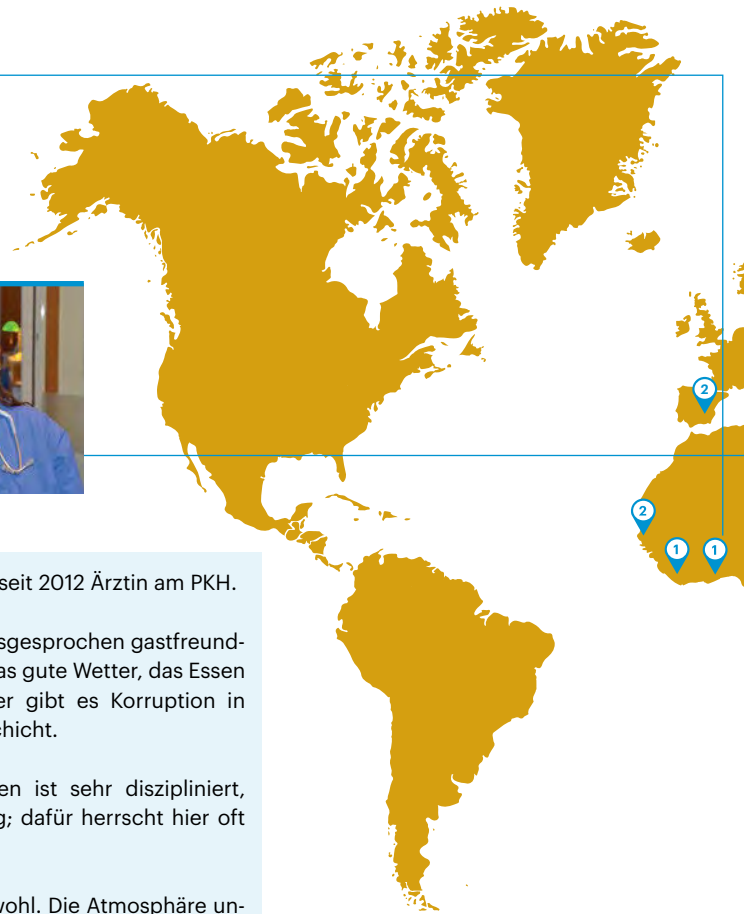 2
2
1 1
seit 2012 Ärztin am PKH.
sgesprochen gastfreund-
as gute Wetter, das Essen
er gibt es Korruption in
hicht.
en ist sehr diszipliniert,
g; dafür herrscht hier oft
wohl. Die Atmosphäre un-